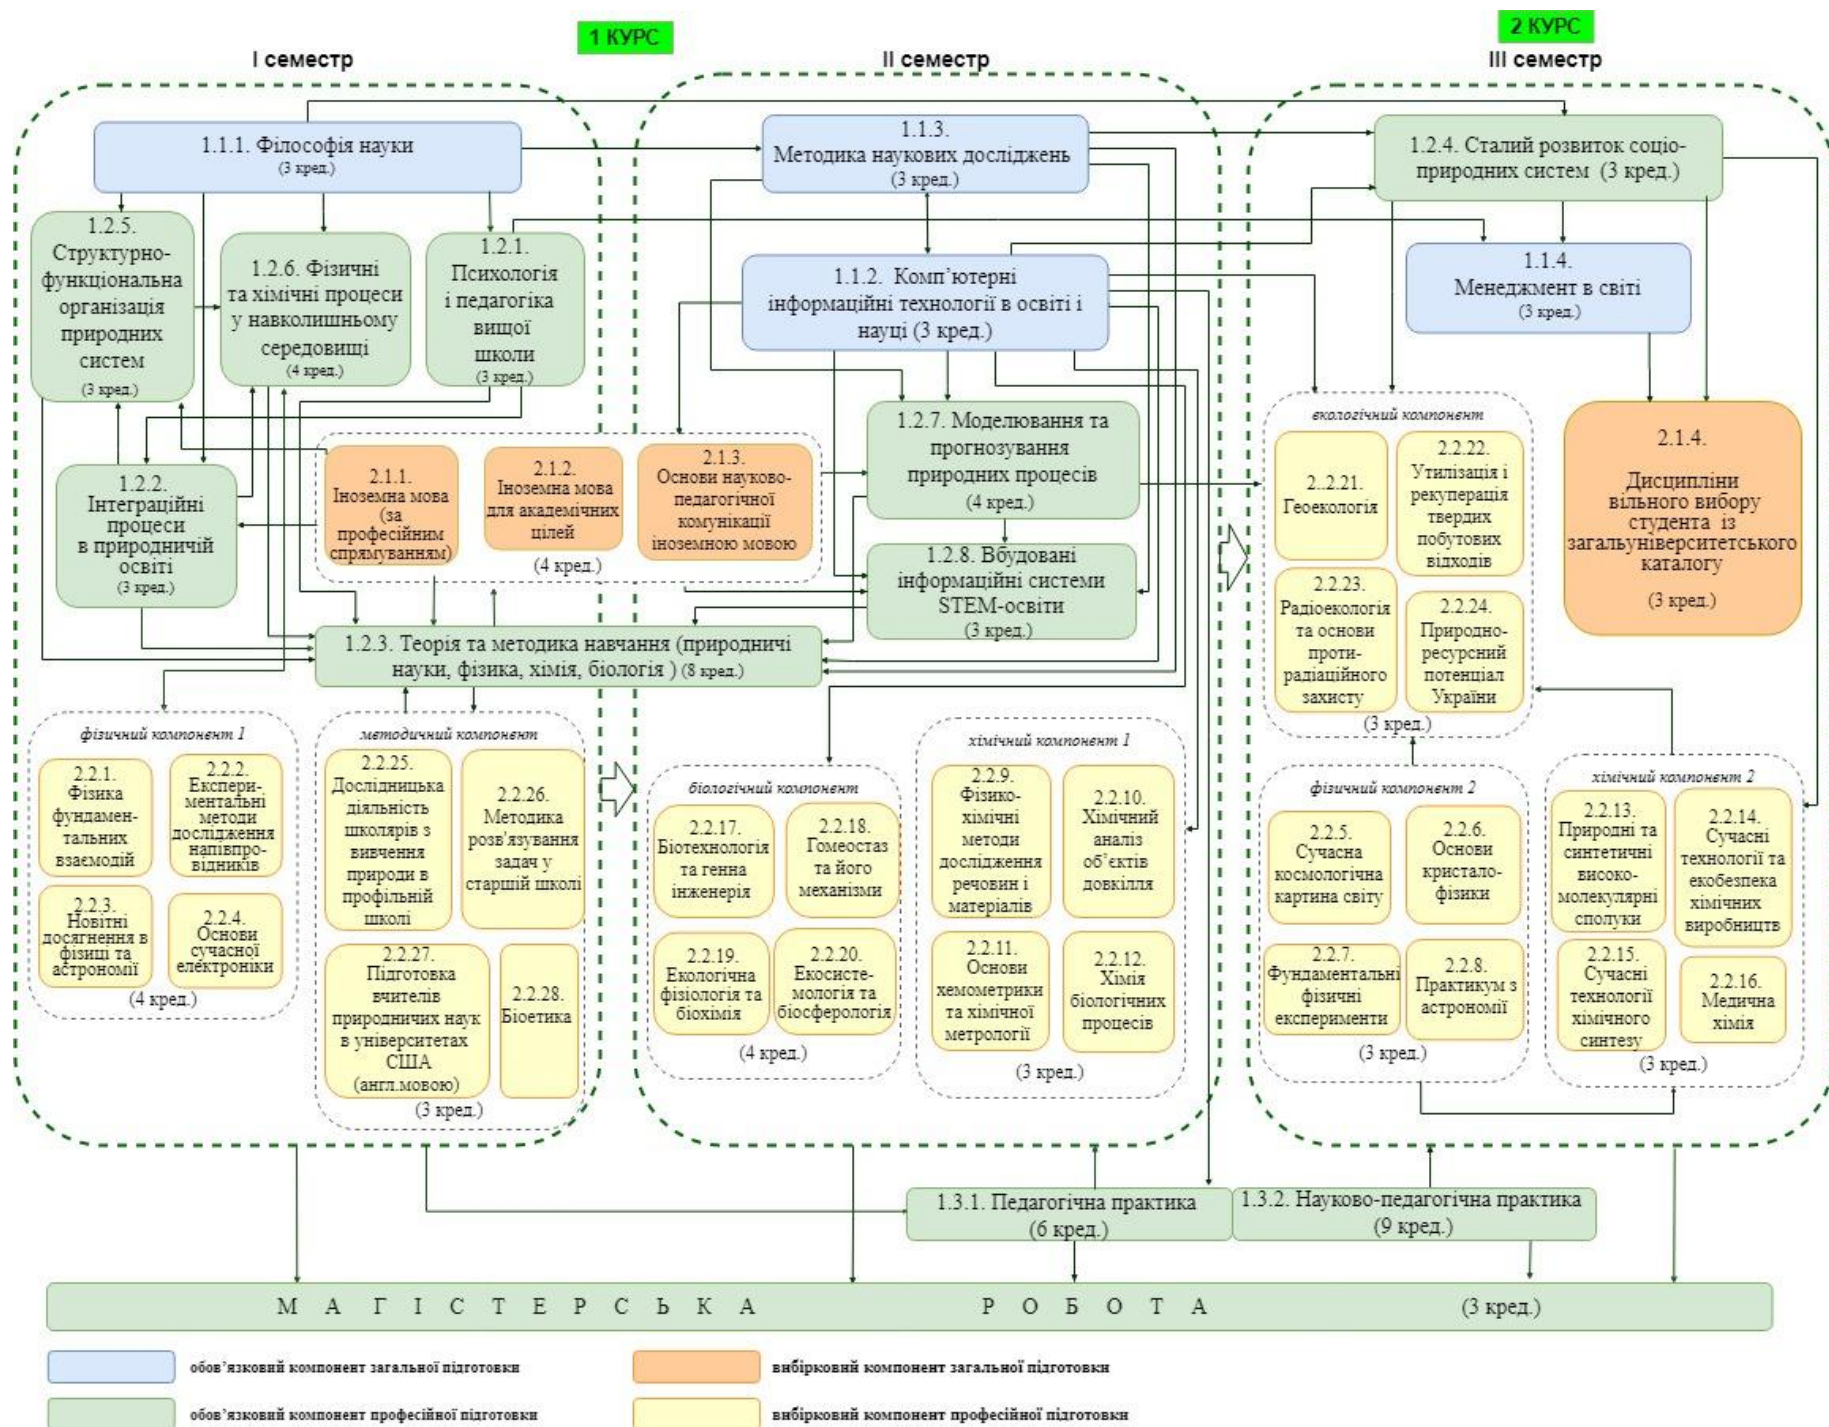 1 КУРС
2 КУРС
І семестр
ІІ семестр
ІІІ семестр
1.1.1. Філософія науки
(3 кред.)
1.2.5.
Структурно-
функціональна
організація
природних
систем
(3 кред.)
1.2.6. Фізичні
та хімічні процеси
у навколишньому
середовищі
(4 кред.)
1.2.1.
Психологія
і педагогіка
вищої
школи
(3 кред.)
1.2.2.
Інтеграційні
процеси
в природничій
освіті
(3 кред.)
2.1.1.
Іноземна мова
(за
професійним
спрямуванням)
2.1.2.
Іноземна мова
для академічних
цілей
2.1.3.
Основи науково-
педагогічної
комунікації
іноземною мовою
(4 кред.)
1.2.3. Теорія та методика навчання (природничі
науки, фізика, хімія, біологія ) (8 кред.)
фізичний компонент 1
2.2.1.
Фізика
фундамен-
тальних
взаємодій
2.2.2.
Експери-
ментальні
методи
дослідження
напівпро-
відників
2.2.3.
Новітні
досягнення в
фізиці та
астрономії
2.2.4.
Основи
сучасної
електроніки
(4 кред.)
методичний компонент
2.2.25.
Дослідницька
діяльність
школярів з
вивчення
природи в
профільній
школі
2.2.26.
Методика
розв'язування
задач у
старшій школі
2.2.27.
Підготовка
вчителів
природничих наук
в університетах
США
(англ.мовою)
2.2.28.
Біоетика
(3 кред.)
1.1.3.
Методика наукових досліджень
(3 кред.)
1.1.2. Комп’ютерні
інформаційні технології в освіті і
науці (3 кред.)
1.2.7. Моделювання та
прогнозування
природних процесів
(4 кред.)
1.2.8. Вбудовані
інформаційні системи
STEM-освіти
(3 кред.)
біологічний компонент
2.2.17.
Біотехнологія
та генна
інженерія
2.2.18.
Гомеостаз
та його
механізми
2.2.19.
Екологічна
фізіологія та
біохімія
2.2.20.
Екосисте-
мологія та
біосферологія
(4 кред.)
хімічний компонент 1
2.2.9.
Фізико-
хімічні
методи
дослідження
речовин і
матеріалів
2.2.10.
Хімічний
аналіз
об’єктів
довкілля
2.2.11.
Основи
хемометрики
та хімічної
метрології
2.2.12.
Хімія
біологічних
процесів
(3 кред.)
1.2.4. Сталий розвиток соціо-
природних систем (3 кред.)
1.1.4.
Менеджмент в світі
(3 кред.)
екологічний компонент
2..2.21.
Геоекологія
2.2.22.
Утилізація і
рекуперація
твердих
побутових
відходів
2.2.23.
Радіоекологія
та основи
проти-
радіаційного
захисту
2.2.24.
Природно-
ресурсний
потенціал
України
(3 кред.)
2.1.4.
Дисципліни
вільного вибору
студента із
загальуніверситетського
каталогу
(3 кред.)
фізичний компонент 2
2.2.5.
Сучасна
космологічна
картина світу
2.2.6.
Основи
кристало-
фізики
2.2.7.
Фундаментальні
фізичні
експерименти
2.2.8.
Практикум з
астрономії
(3 кред.)
хімічний компонент 2
2.2.13.
Природні та
синтетичні
високо-
молекулярні
сполуки
2.2.14.
Сучасні
технології та
екобезпека
хімічних
виробництв
2.2.15.
Сучасні
технології
хімічного
синтезу
2.2.16.
Медична
хімія
(3 кред.)
1.3.1. Педагогічна практика
(6 кред.)
1.3.2. Науково-педагогічна практика
(9 кред.)
М А Г І С Т Е Р С Ь К А Р О Б О Т А (3 кред.)
обов’язковий компонент загальної підготовки
вибірковий компонент загальної підготовки
обов’язковий компонент професійної підготовки
вибірковий компонент професійної підготовки